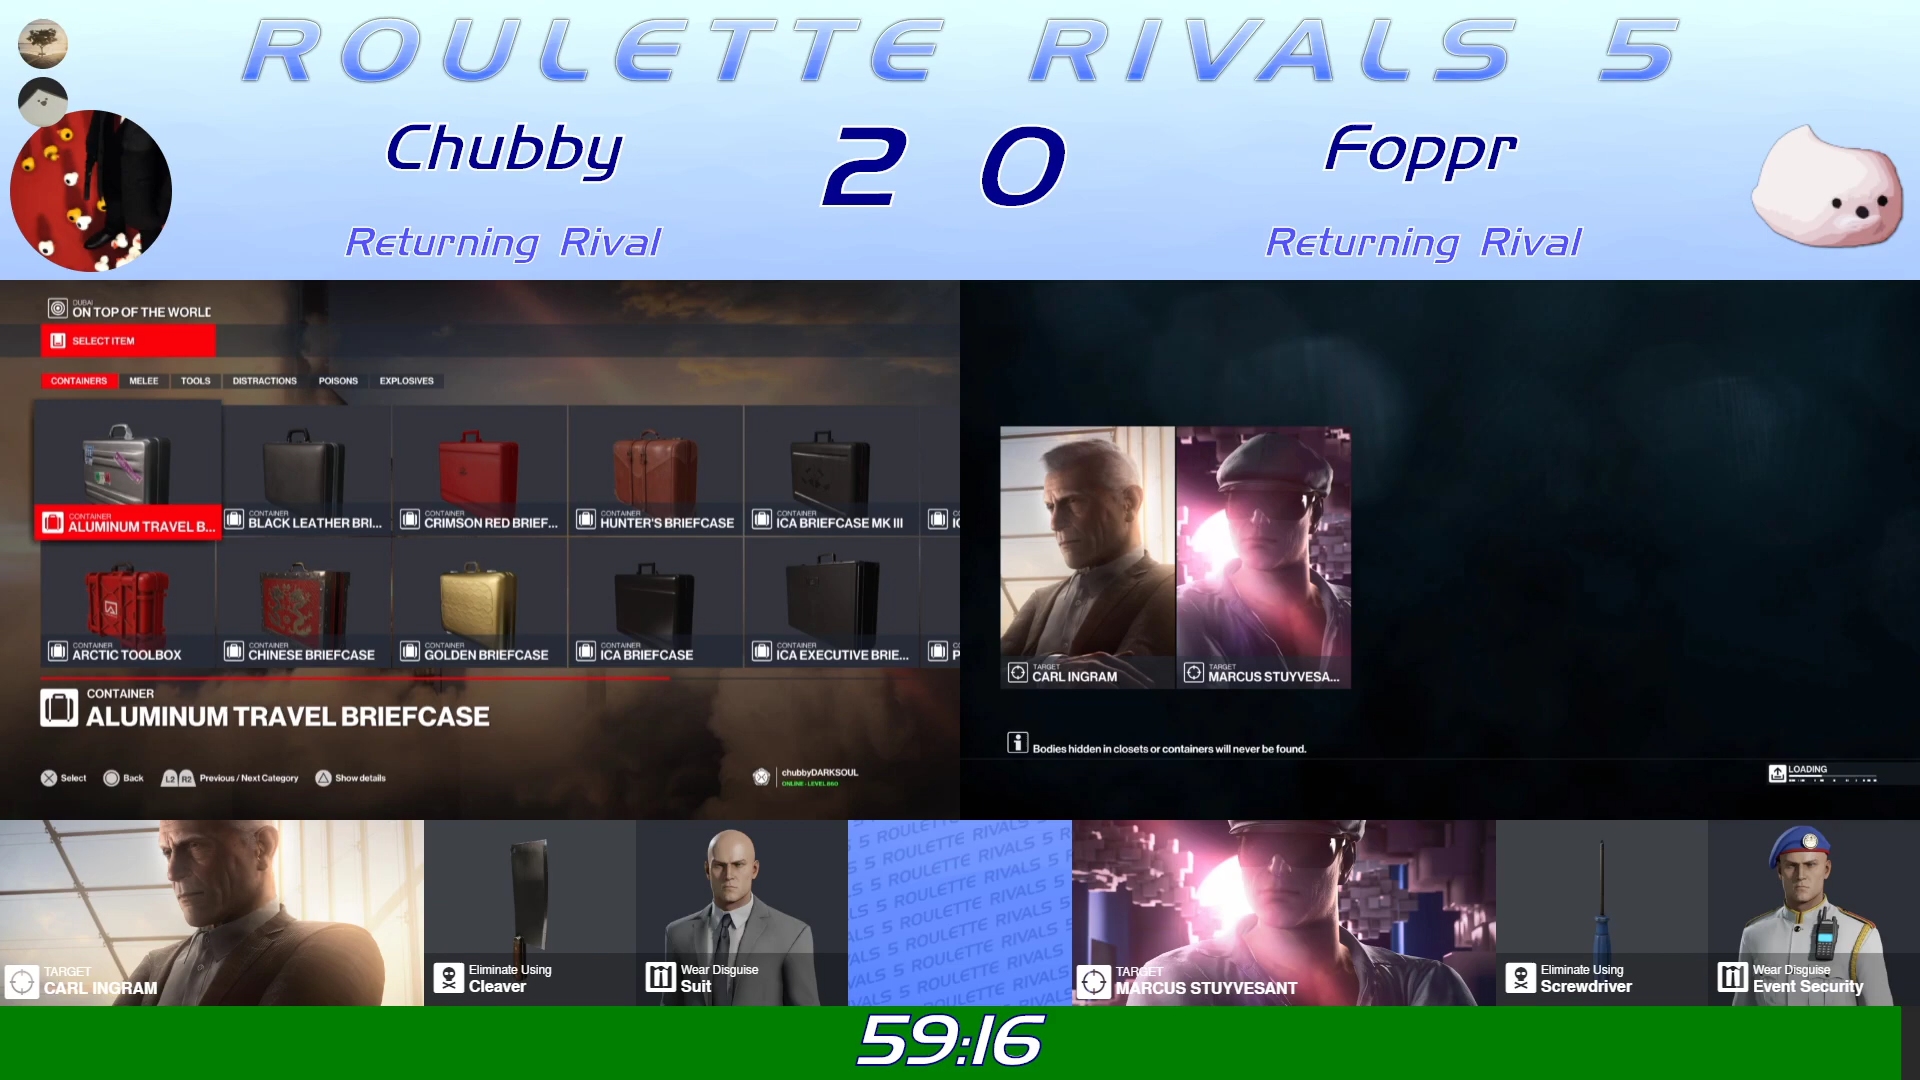 ROULETTE RIVALS 5
Chubby
2 0
Foppr
Returning Rival
Returning Rival
DUBAI
ON TOP OF THE WORLD
SELECT ITEM
CONTAINERS MELEE TOOLS DISTRACTIONS POISONS EXPLOSIVES
CONTAINER
ALUMINUM TRAVEL B...
CONTAINER
BLACK LEATHER BRI...
CONTAINER
CRIMSON RED BRIEF...
CONTAINER
HUNTER'S BRIEFCASE
CONTAINER
ICA BRIEFCASE MK III
CONTAINER
ARCTIC TOOLBOX
CONTAINER
CHINESE BRIEFCASE
CONTAINER
GOLDEN BRIEFCASE
CONTAINER
ICA BRIEFCASE
CONTAINER
ICA EXECUTIVE BRIE...
CONTAINER
ALUMINUM TRAVEL BRIEFCASE
Select Back L2 R2 Previous / Next Category Show details
chubbyDARKSOUL
ONLINE - LEVEL 860
TARGET
CARL INGRAM
TARGET
MARCUS STUYVESA...
Bodies hidden in closets or containers will never be found.
LOADING
TARGET
CARL INGRAM
Eliminate Using
Cleaver
Wear Disguise
Suit
5 ROULETTE RIVALS 5
TARGET
MARCUS STUYVESANT
Eliminate Using
Screwdriver
Wear Disguise
Event Security
59:16